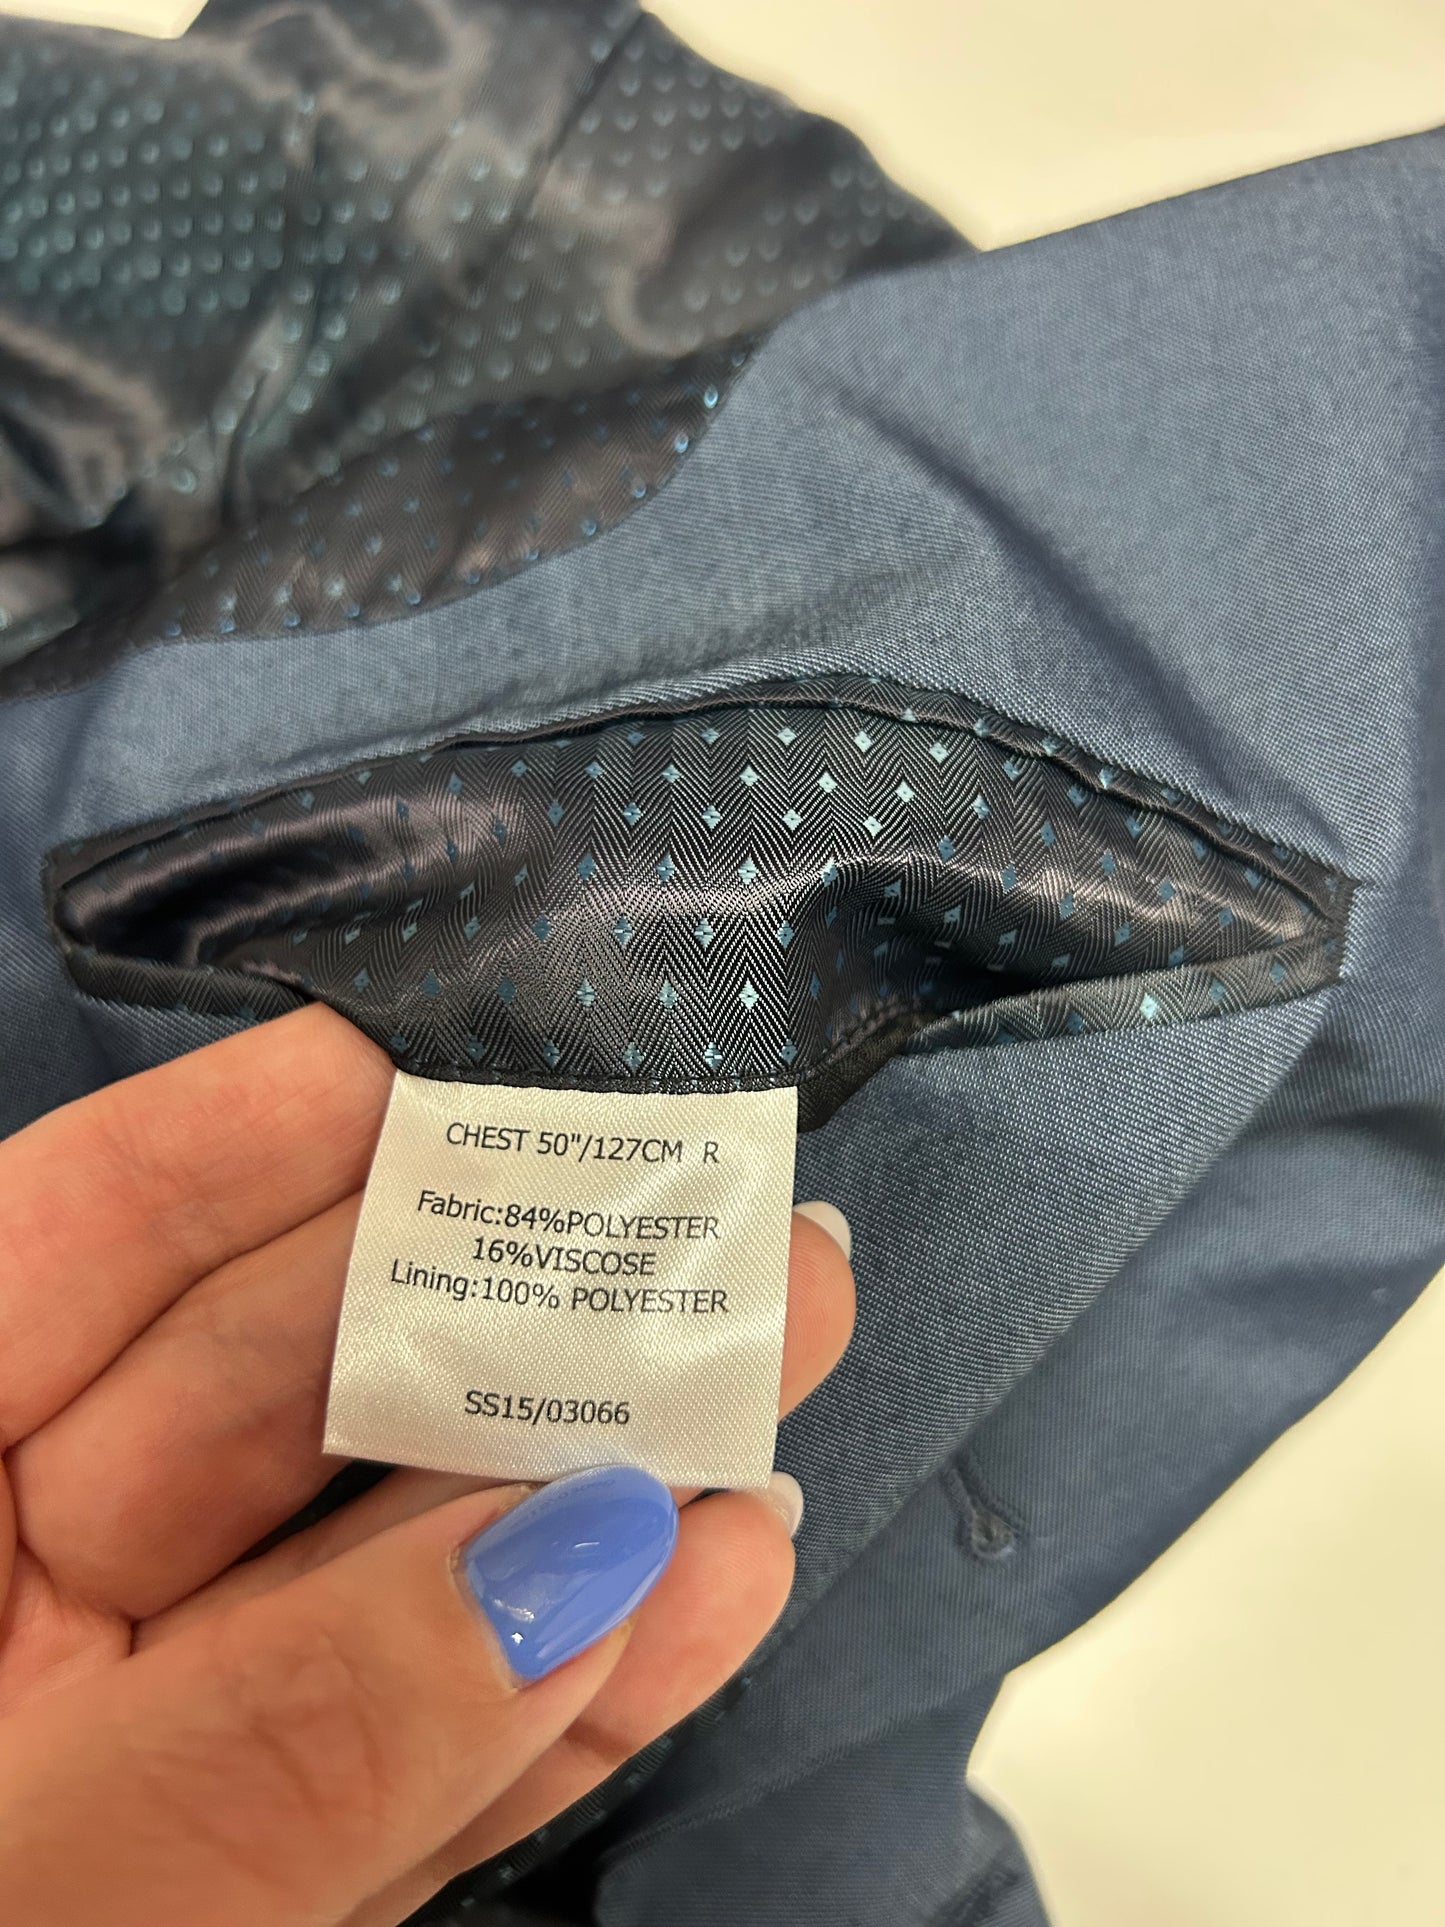 CHEST 50"/127CM R
Fabric:84%POLYESTER
16%VISCOSE
Lining:100% POLYESTER
SS15/03066